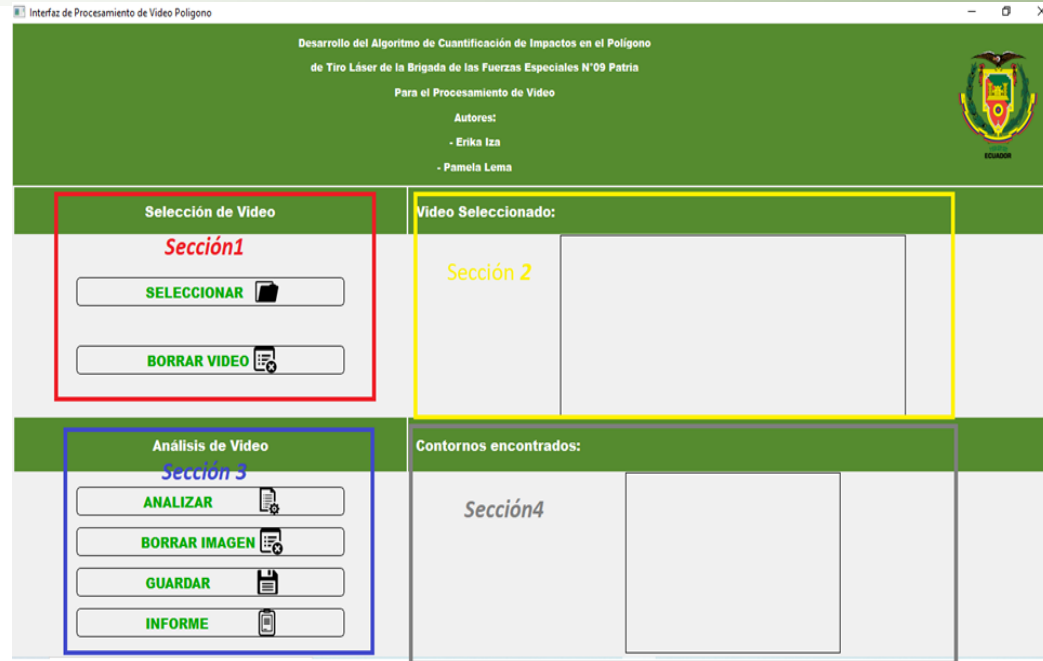 Interfaz de Procesamiento de Video Poligono
Desarrollo del Algoritmo de Cuantificación de Impactos en el Polígono
de Tiro Láser de la Brigada de las Fuerzas Especiales N°09 Patria
Para el Procesamiento de Video
Autores:
- Erika Iza
- Pamela Lema
ECUADOR
Selección de Video
Sección1
SELECCIONAR
BORRAR VIDEO
Video Seleccionado:
Sección 2
Análisis de Video
Sección 3
ANALIZAR
BORRAR IMAGEN
GUARDAR
INFORME
Contornos encontrados:
Sección4